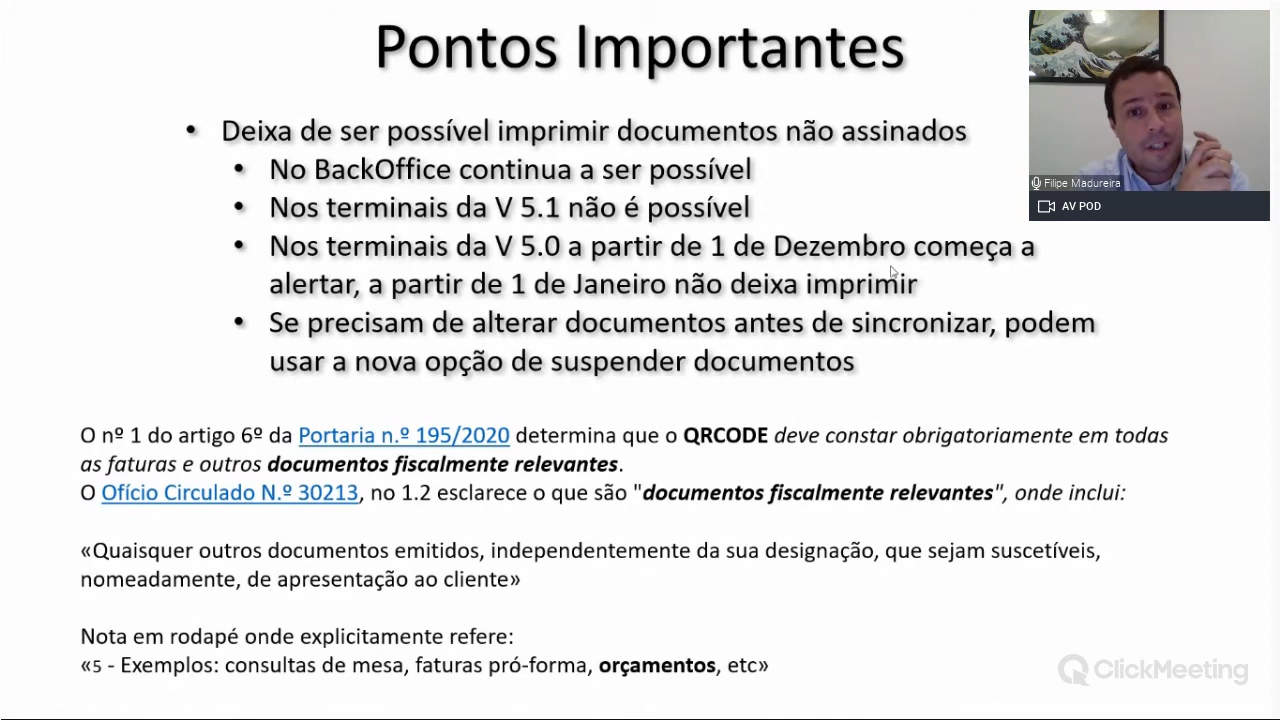 Pontos Importantes
• Deixa de ser possível imprimir documentos não assinados
• No BackOffice continua a ser possível
• Nos terminais da V 5.1 não é possível
• Nos terminais da V 5.0 a partir de 1 de Dezembro começa a
alertar, a partir de 1 de Janeiro não deixa imprimir
• Se precisam de alterar documentos antes de sincronizar, podem
usar a nova opção de suspender documentos
Filipe Madureira
AV POD
O nº 1 do artigo 6º da Portaria n.º 195/2020 determina que o QRCODE deve constar obrigatoriamente em todas
as faturas e outros documentos fiscalmente relevantes.
O Ofício Circulado N.º 30213, no 1.2 esclarece o que são "documentos fiscalmente relevantes", onde inclui:
«Quaisquer outros documentos emitidos, independentemente da sua designação, que sejam suscetíveis,
nomeadamente, de apresentação ao cliente»
Nota em rodapé onde explicitamente refere:
«5 - Exemplos: consultas de mesa, faturas pró-forma, orçamentos, etc»
ClickMeeting